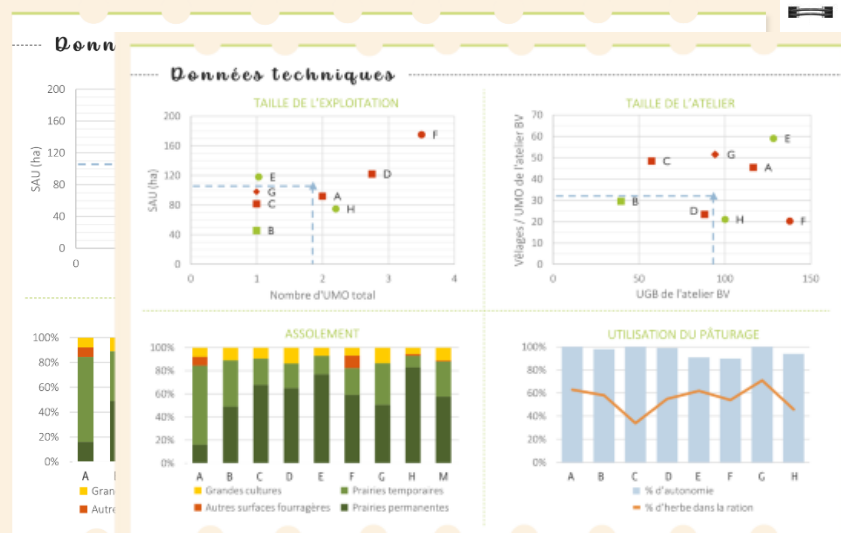 Donn
200
160
120
80
40
0
SAU (ha)
0
100%
80%
60%
40%
20%
0%
A
Gran
Autre
Données techniques
TAILLE DE L'EXPLOITATION
200
160
120
80
40
0
SAU (ha)
F
D
E
G
A
C
H
B
0 1 2 3 4
Nombre d'UMO total
TAILLE DE L'ATELIER
70
60
50
40
30
20
10
0
Vêlages / UMO de l'atelier BV
E
G
C
A
B
D
H
F
0 50 100 150
UGB de l'atelier BV
ASSOLEMENT
100%
80%
60%
40%
20%
0%
A B C D E F G H M
Grandes cultures Prairies temporaires
Autres surfaces fourragères Prairies permanentes
UTILISATION DU PÂTURAGE
100%
80%
60%
40%
20%
0%
A B C D E F G H
% d'autonomie
% d'herbe dans la ration